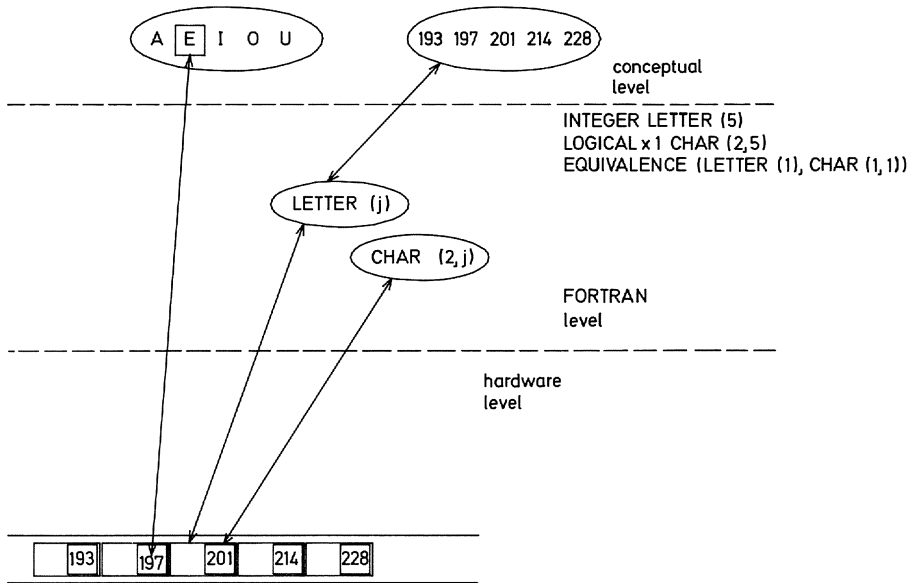 A E I O U
193 197 201 214 228
conceptual
level
INTEGER LETTER (5)
LOGICAL x 1 CHAR (2,5)
EQUIVALENCE (LETTER (1), CHAR (1,1))
LETTER (j)
CHAR (2,j)
FORTRAN
level
hardware
level
193 197 201 214 228